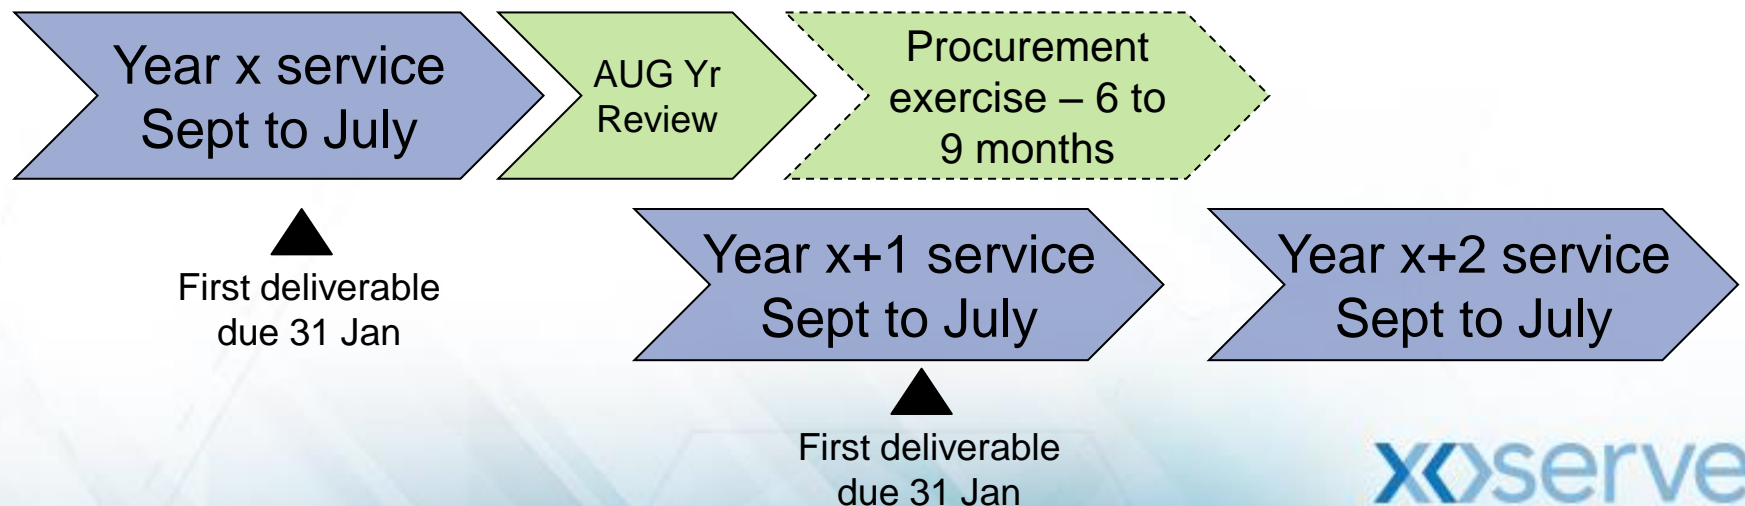 Year x service
Sept to July
AUG Yr
Review
Procurement
exercise – 6 to
9 months
First deliverable
due 31 Jan
Year x+1 service
Sept to July
Year x+2 service
Sept to July
First deliverable
due 31 Jan
xoserve